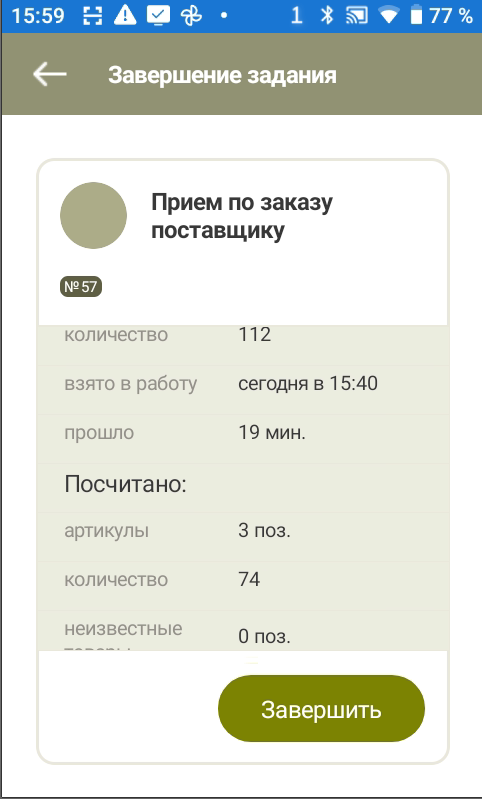 15:59 1 77 %
Завершение задания
Прием по заказу
поставщику
№57
количество 112
взято в работу сегодня в 15:40
прошло 19 мин.
Посчитано:
артикулы 3 поз.
количество 74
неизвестные 0 поз.
Завершить